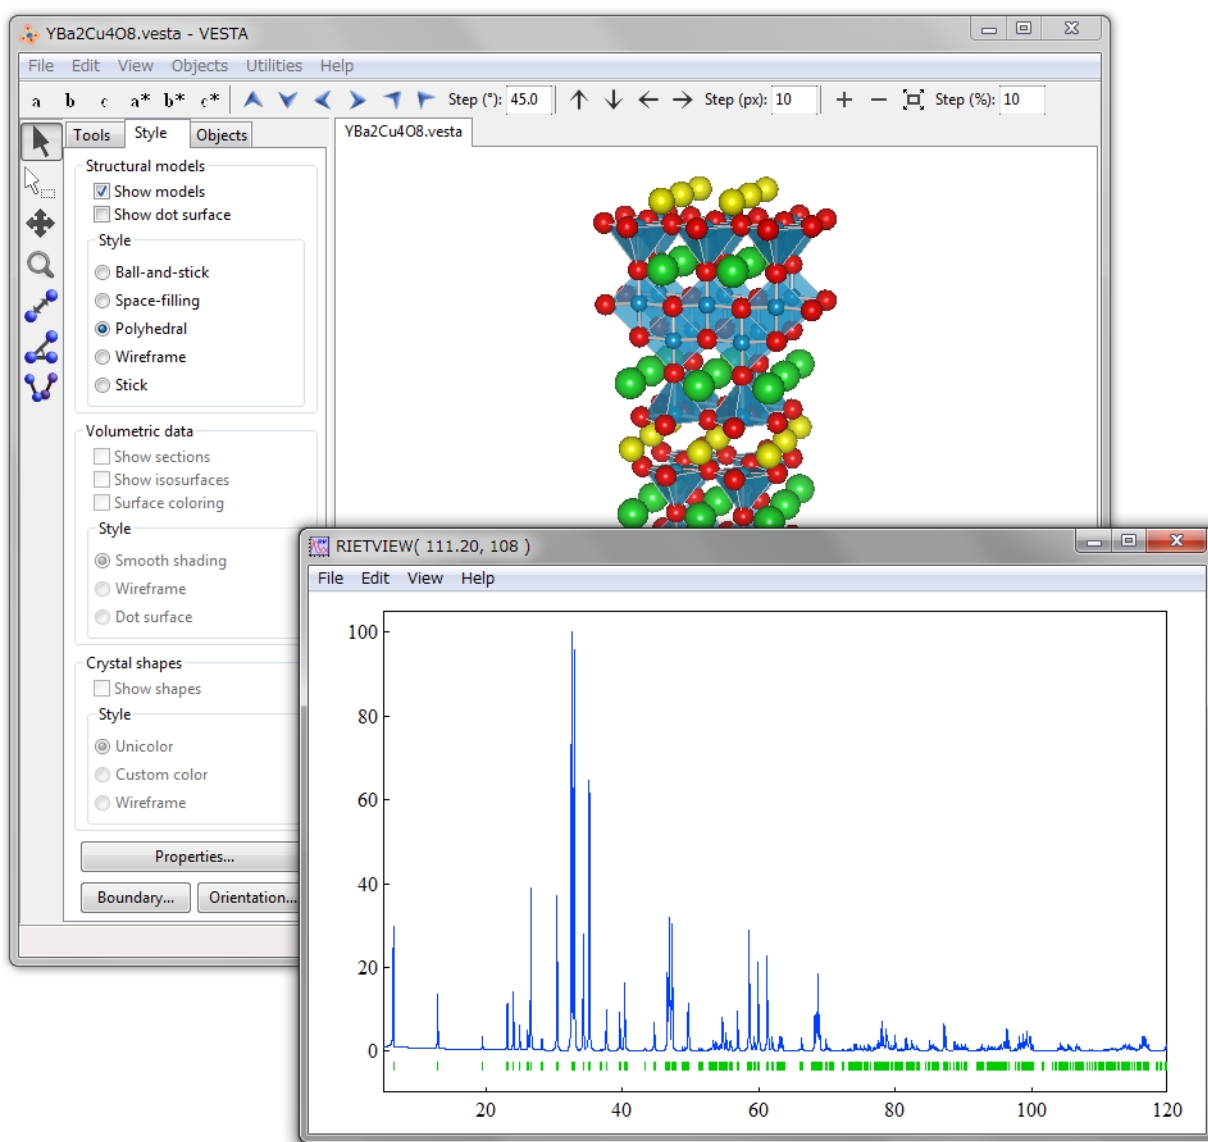 YBa2Cu4O8.vesta - VESTA
File Edit View Objects Utilities Help
a b c a* b* c* Step (°): 45.0 Step (px): 10 Step (%): 10
Tools Style Objects
YBa2Cu4O8.vesta
Structural models
Show models
Show dot surface
Style
Ball-and-stick
Space-filling
Polyhedral
Wireframe
Stick
Volumetric data
Show sections
Show isosurfaces
Surface coloring
Style
Smooth shading
Wireframe
Dot surface
Crystal shapes
Show shapes
Style
Unicolor
Custom color
Wireframe
Properties...
Boundary... Orientation...
RIETVIEW( 111.20, 108 )
File Edit View Help
100
80
60
40
20
0
20 40 60 80 100 120